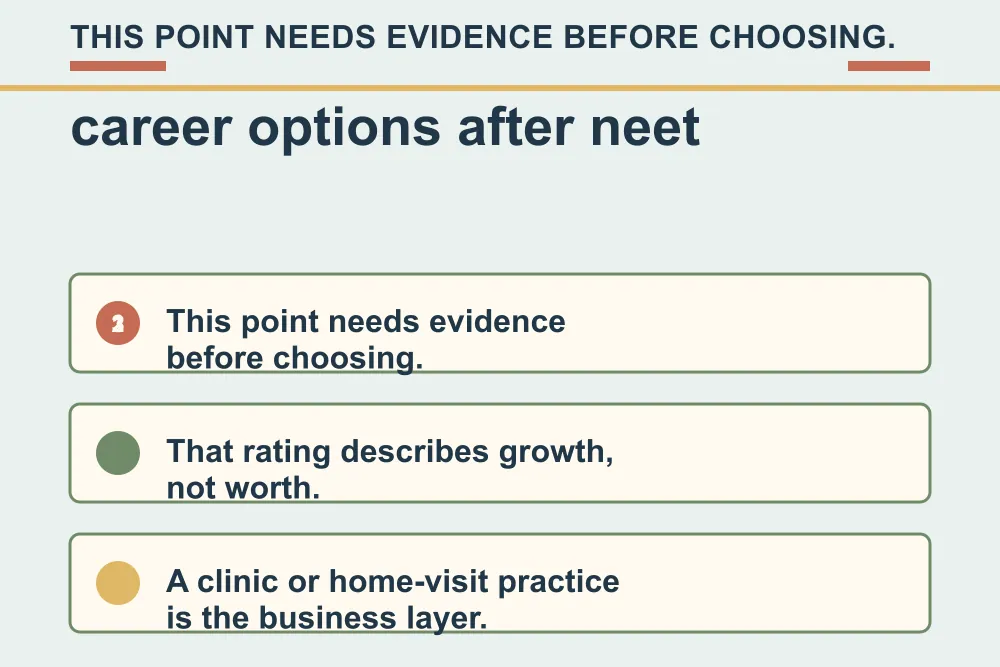 THIS POINT NEEDS EVIDENCE BEFORE CHOOSING.
career options after neet
This point needs evidence
before choosing.
That rating describes growth,
not worth.
A clinic or home-visit practice
is the business layer.